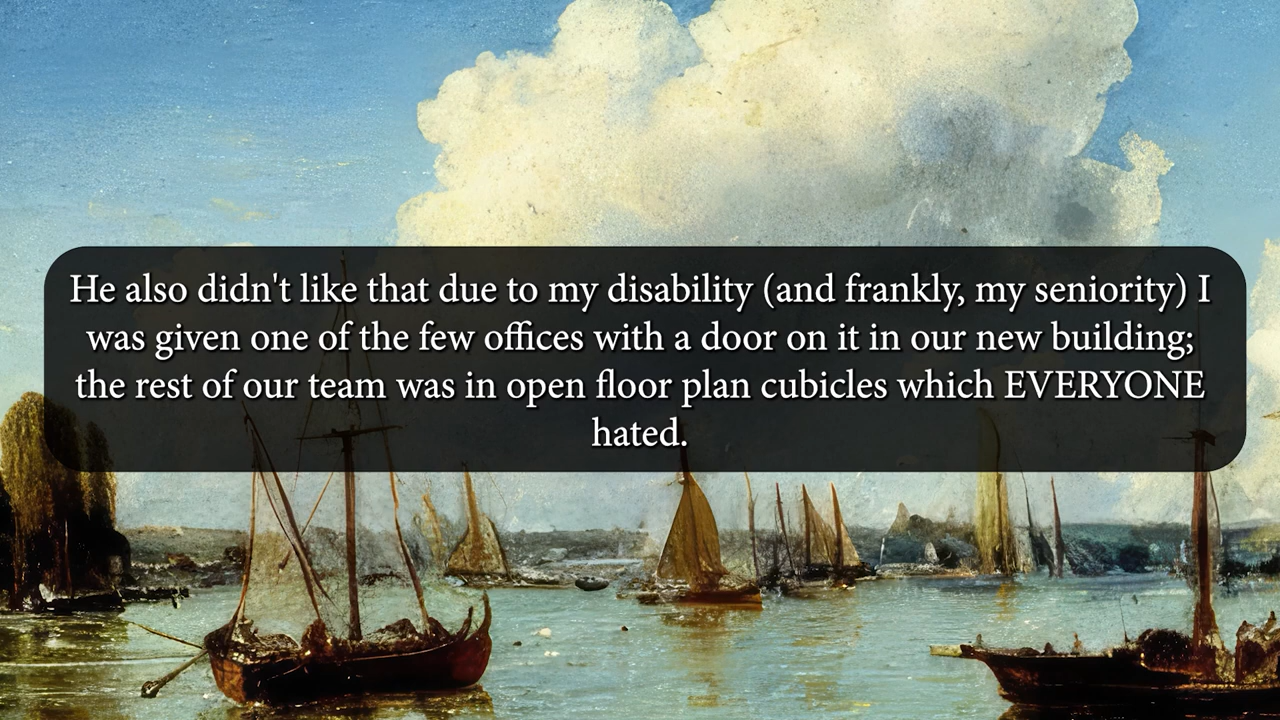 He also didn't like that due to my disability (and frankly, my seniority) I
was given one of the few offices with a door on it in our new building;
the rest of our team was in open floor plan cubicles which EVERYONE
hated.